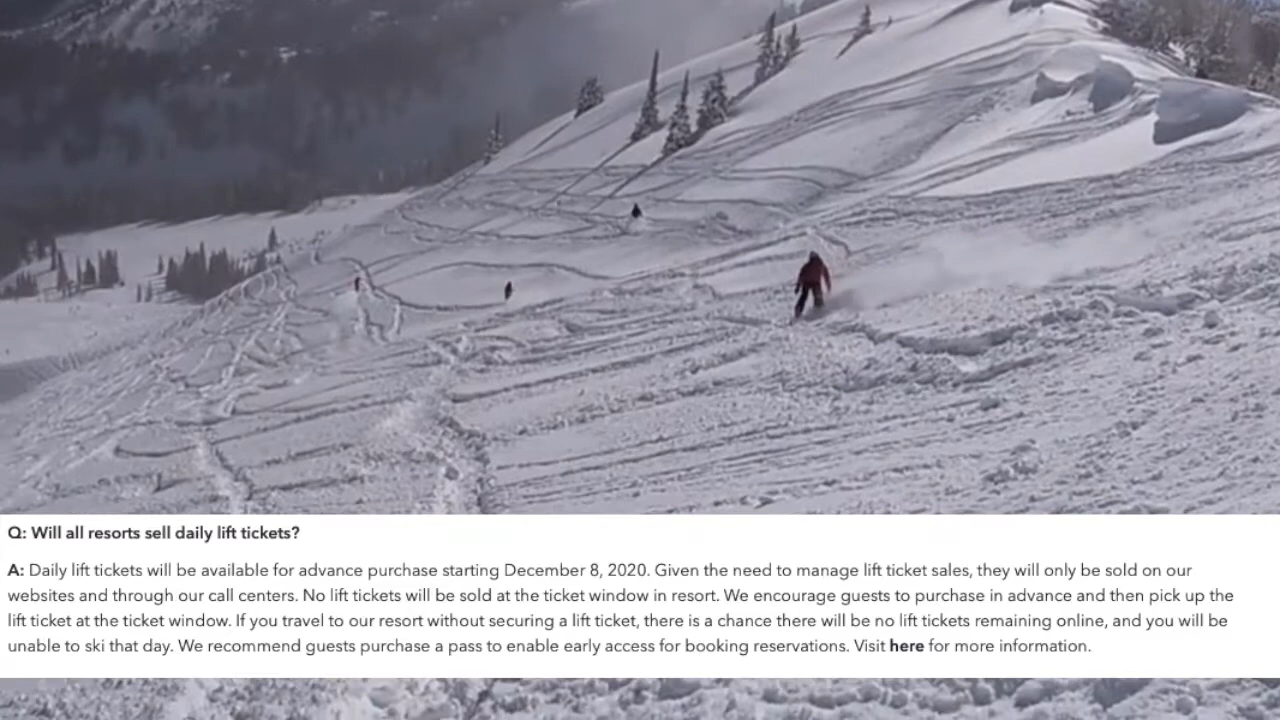 Q: Will all resorts sell daily lift tickets?
A: Daily lift tickets will be available for advance purchase starting December 8, 2020. Given the need to manage lift ticket sales, they will only be sold on our
websites and through our call centers. No lift tickets will be sold at the ticket window in resort. We encourage guests to purchase in advance and then pick up the
lift ticket at the ticket window. If you travel to our resort without securing a lift ticket, there is a chance there will be no lift tickets remaining online, and you will be
unable to ski that day. We recommend guests purchase a pass to enable early access for booking reservations. Visit here for more information.